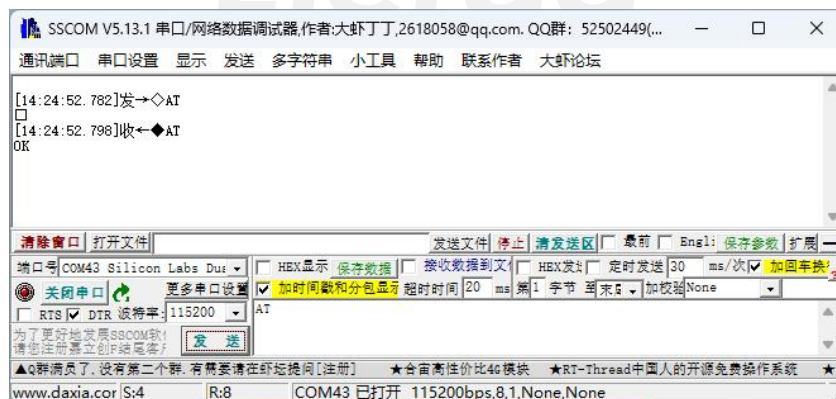 SSCOM V5.13.1 串口/网络数据调试器,作者:大虾丁丁,2618058@qq.com. QQ群: 52502449(...
通讯端口 串口设置 显示 发送 多字符串 小工具 帮助 联系作者 大虾论坛
[14:24:52.782]发→◇AT
□
[14:24:52.798]收←◆AT
OK
清除窗口 打开文件 发送文件 停止 清发送区 最前 Engli 保存参数 扩展 —
端口号 COM43 Silicon Labs Dua HEX显示 保存数据 接收数据到文件 HEX发送 定时发送 30 ms/次 加回车换行
关闭串口 更多串口设置 加时间戳和分包显示 超时时间 20 ms 第1 字节 至 末尾 加校验 None
RTS DTR 波特率: 115200 AT
为了更好地发展SSCOM软件
请您注册嘉立创F结尾客户
发 送
▲Q群满员了,没有第二个群.有需要请在虾坛提问[注册] ★合宙高性价比4G模块 ★RT-Thread中国人的开源免费操作系统 ★
www.daxia.cor S:4 R:8 COM43 已打开 115200bps,8,1,None,None